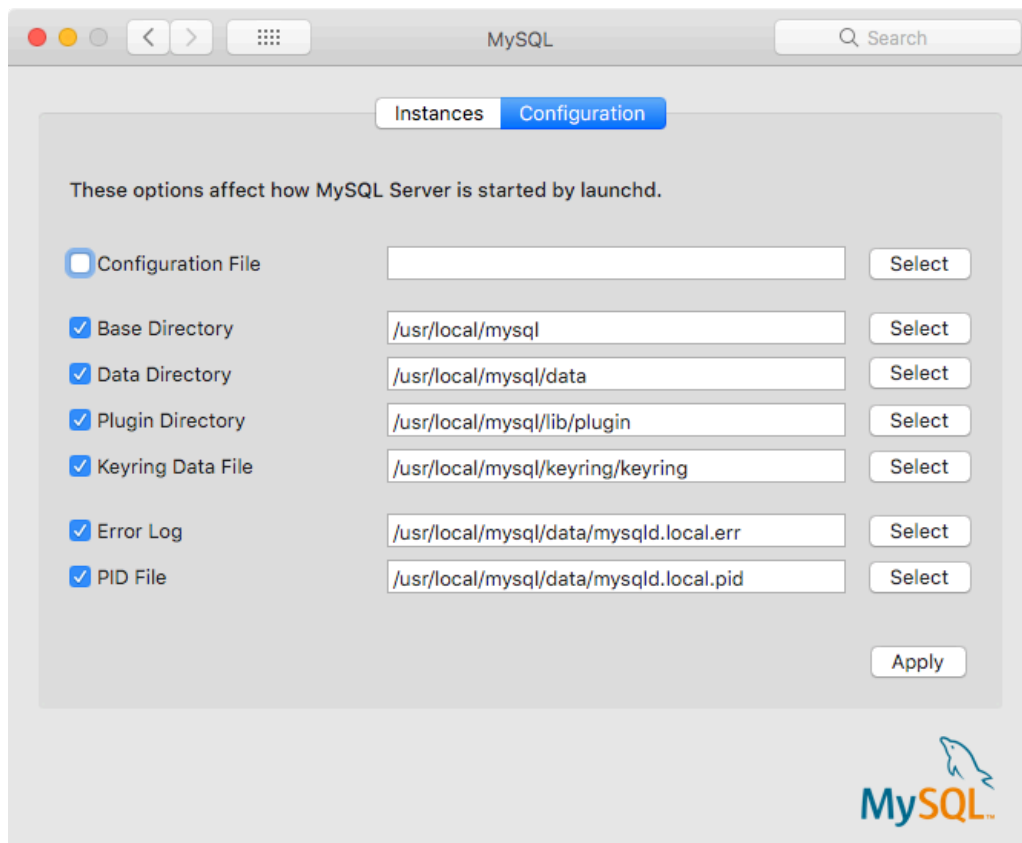 MySQL
Search
Instances
Configuration
These options affect how MySQL Server is started by launchd.
Configuration File
Select
Base Directory
/usr/local/mysql
Select
Data Directory
/usr/local/mysql/data
Select
Plugin Directory
/usr/local/mysql/lib/plugin
Select
Keyring Data File
/usr/local/mysql/keyring/keyring
Select
Error Log
/usr/local/mysql/data/mysqld.local.err
Select
PID File
/usr/local/mysql/data/mysqld.local.pid
Select
Apply
MySQL™